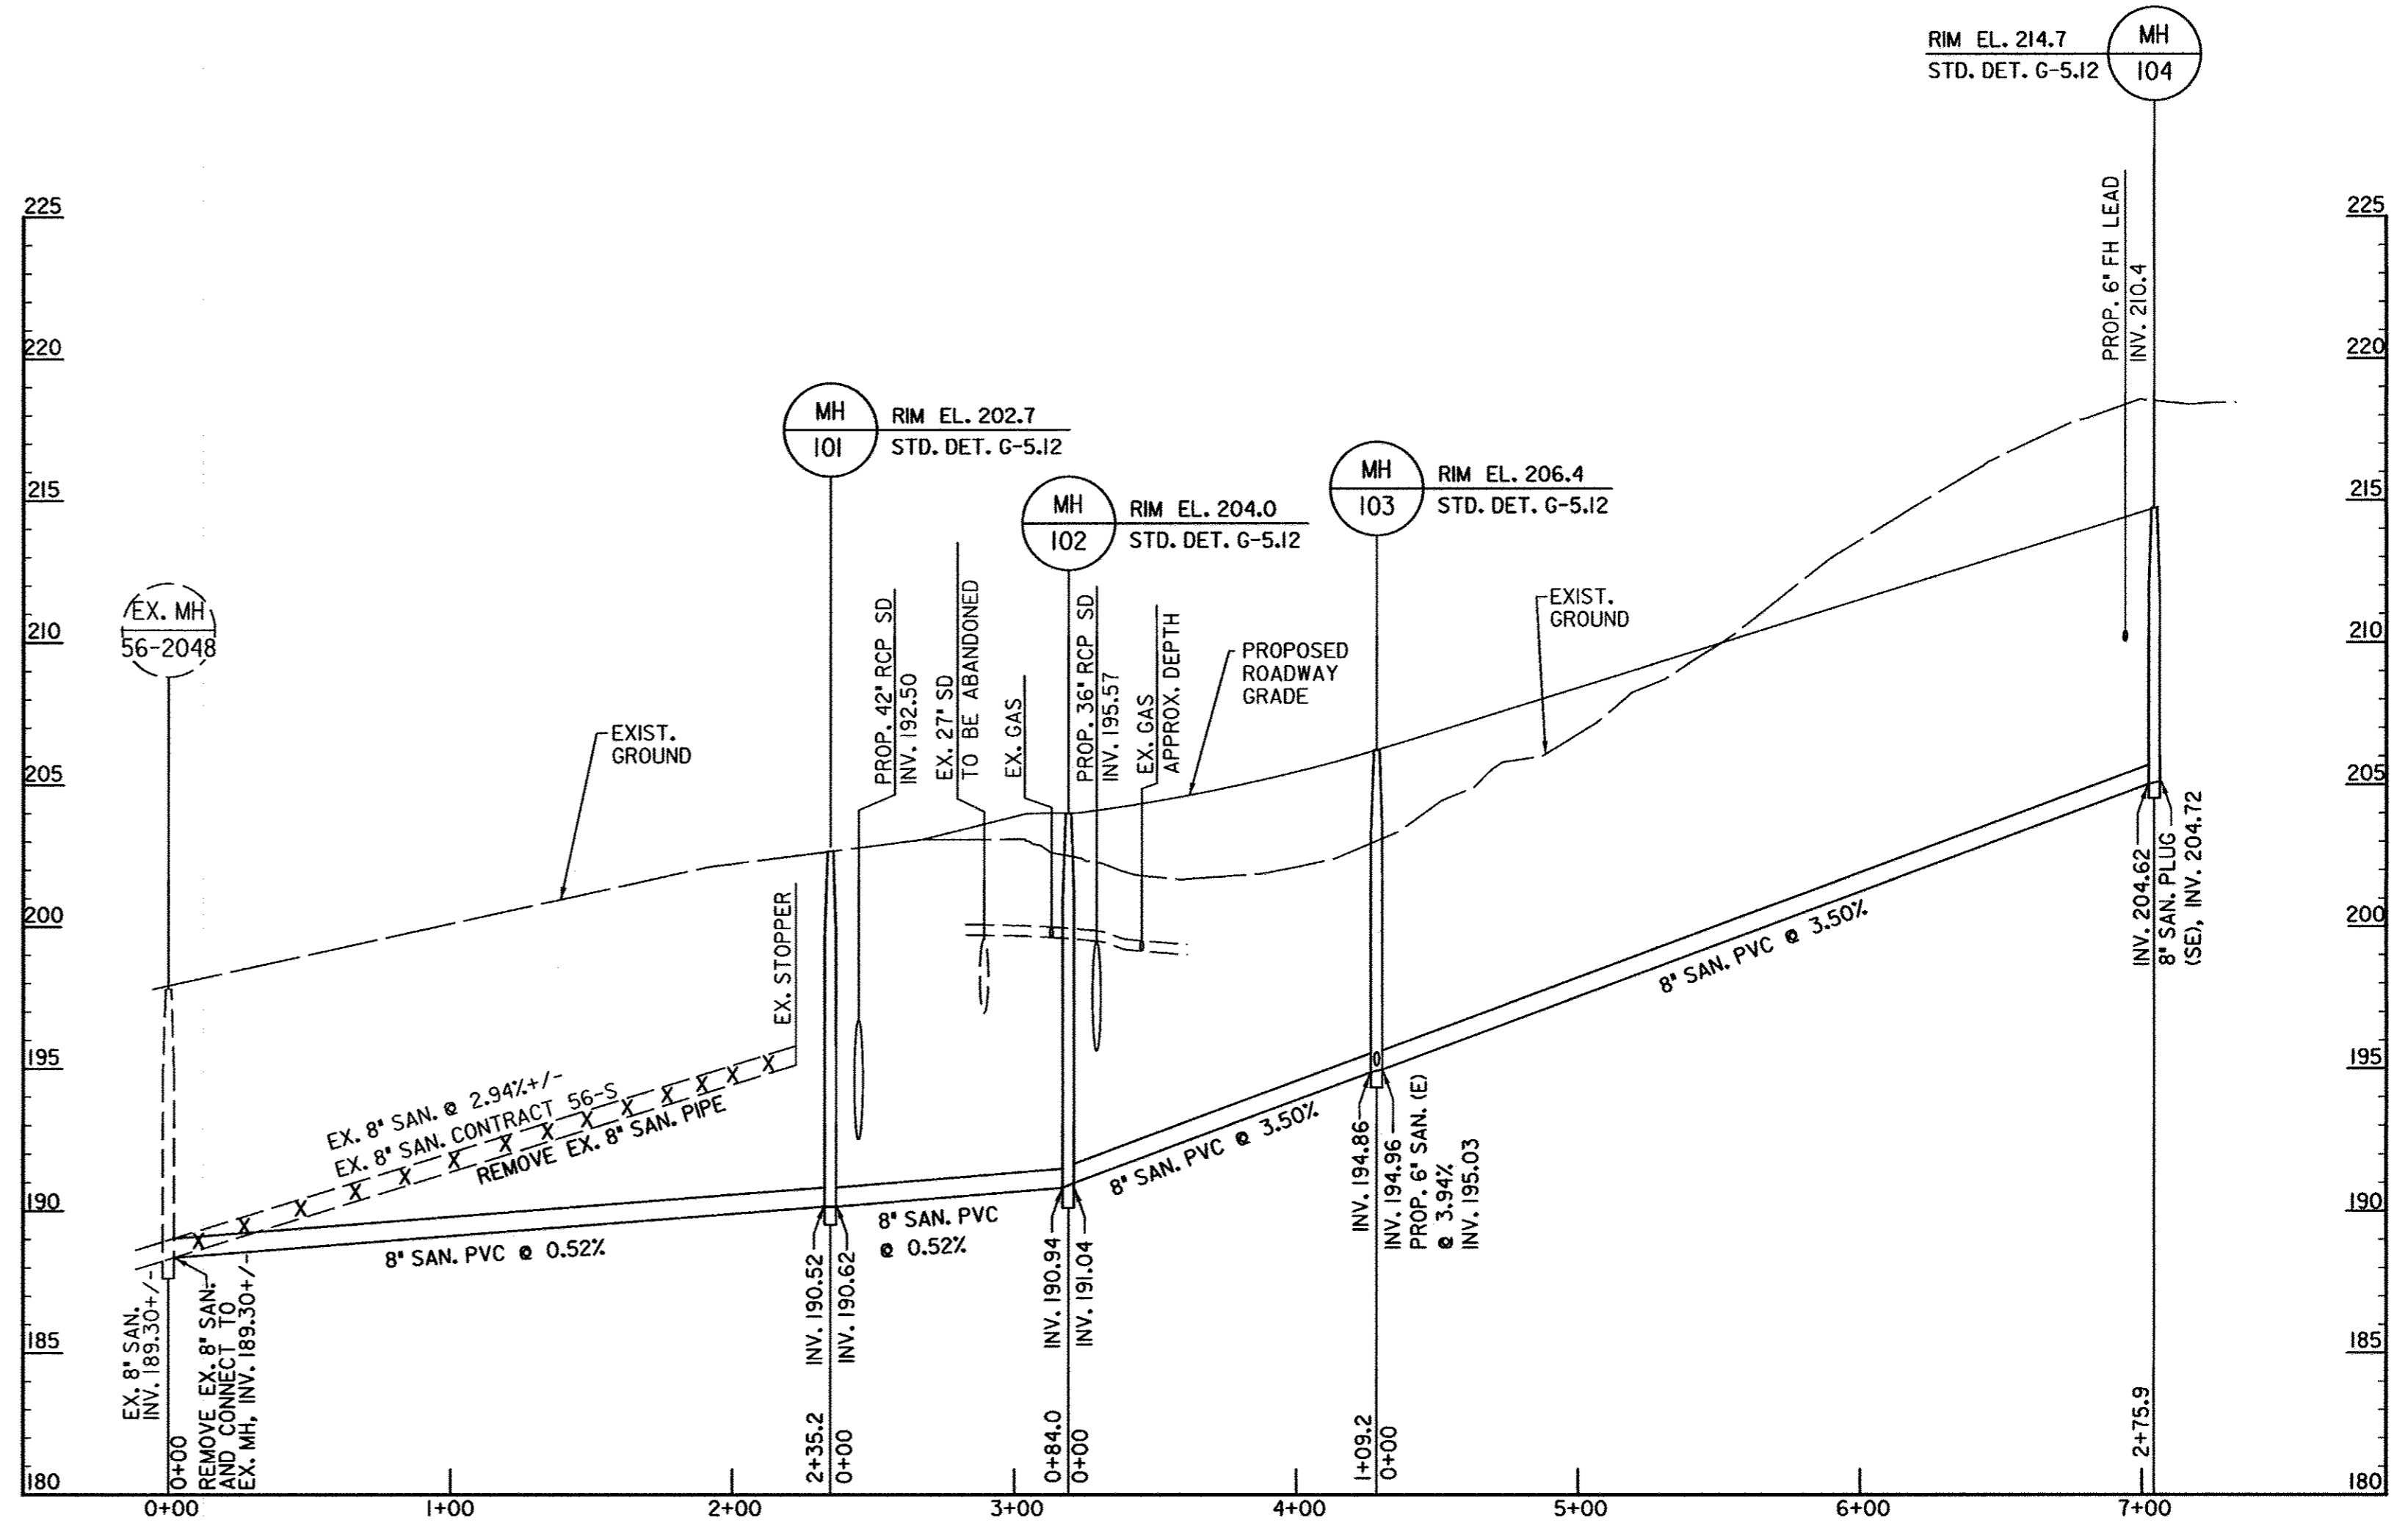 RIM EL. 214.7
STD. DET. G-5.12
MH
104
PROP. 6" FH LEAD
INV. 210.4
225
220
215
210
205
200
195
190
185
180
225
220
215
210
205
200
195
190
185
180
EX. MH
56-2048
MH
101
RIM EL. 202.7
STD. DET. G-5.12
MH
102
RIM EL. 204.0
STD. DET. G-5.12
MH
103
RIM EL. 206.4
STD. DET. G-5.12
EXIST.
GROUND
PROP. 42" RCP SD
INV. 192.50
EX. 27" SD
TO BE ABANDONED
EX. GAS
PROP. 36" RCP SD
INV. 195.57
EX. GAS
APPROX. DEPTH
PROPOSED
ROADWAY
GRADE
EXIST.
GROUND
EX. STOPPER
EX. 8" SAN. @ 2.94%+/-
EX. 8" SAN. CONTRACT 56-S
REMOVE EX. 8" SAN. PIPE
8" SAN. PVC @ 0.52%
8" SAN. PVC
@ 0.52%
8" SAN. PVC @ 3.50%
8" SAN. PVC @ 3.50%
EX. 8" SAN.
INV. 189.30+/-
0+00
REMOVE EX. 8" SAN.
AND CONNECT TO
EX. MH, INV. 189.30+/-
INV. 190.52
INV. 190.62
2+35.2
0+00
INV. 190.94
INV. 191.04
0+84.0
0+00
INV. 194.86
INV. 194.96
PROP. 6" SAN. (E)
@ 3.94%
INV. 195.03
1+09.2
0+00
INV. 204.62
8" SAN. PLUG
(SE), INV. 204.72
2+75.9
0+00
1+00
2+00
3+00
4+00
5+00
6+00
7+00